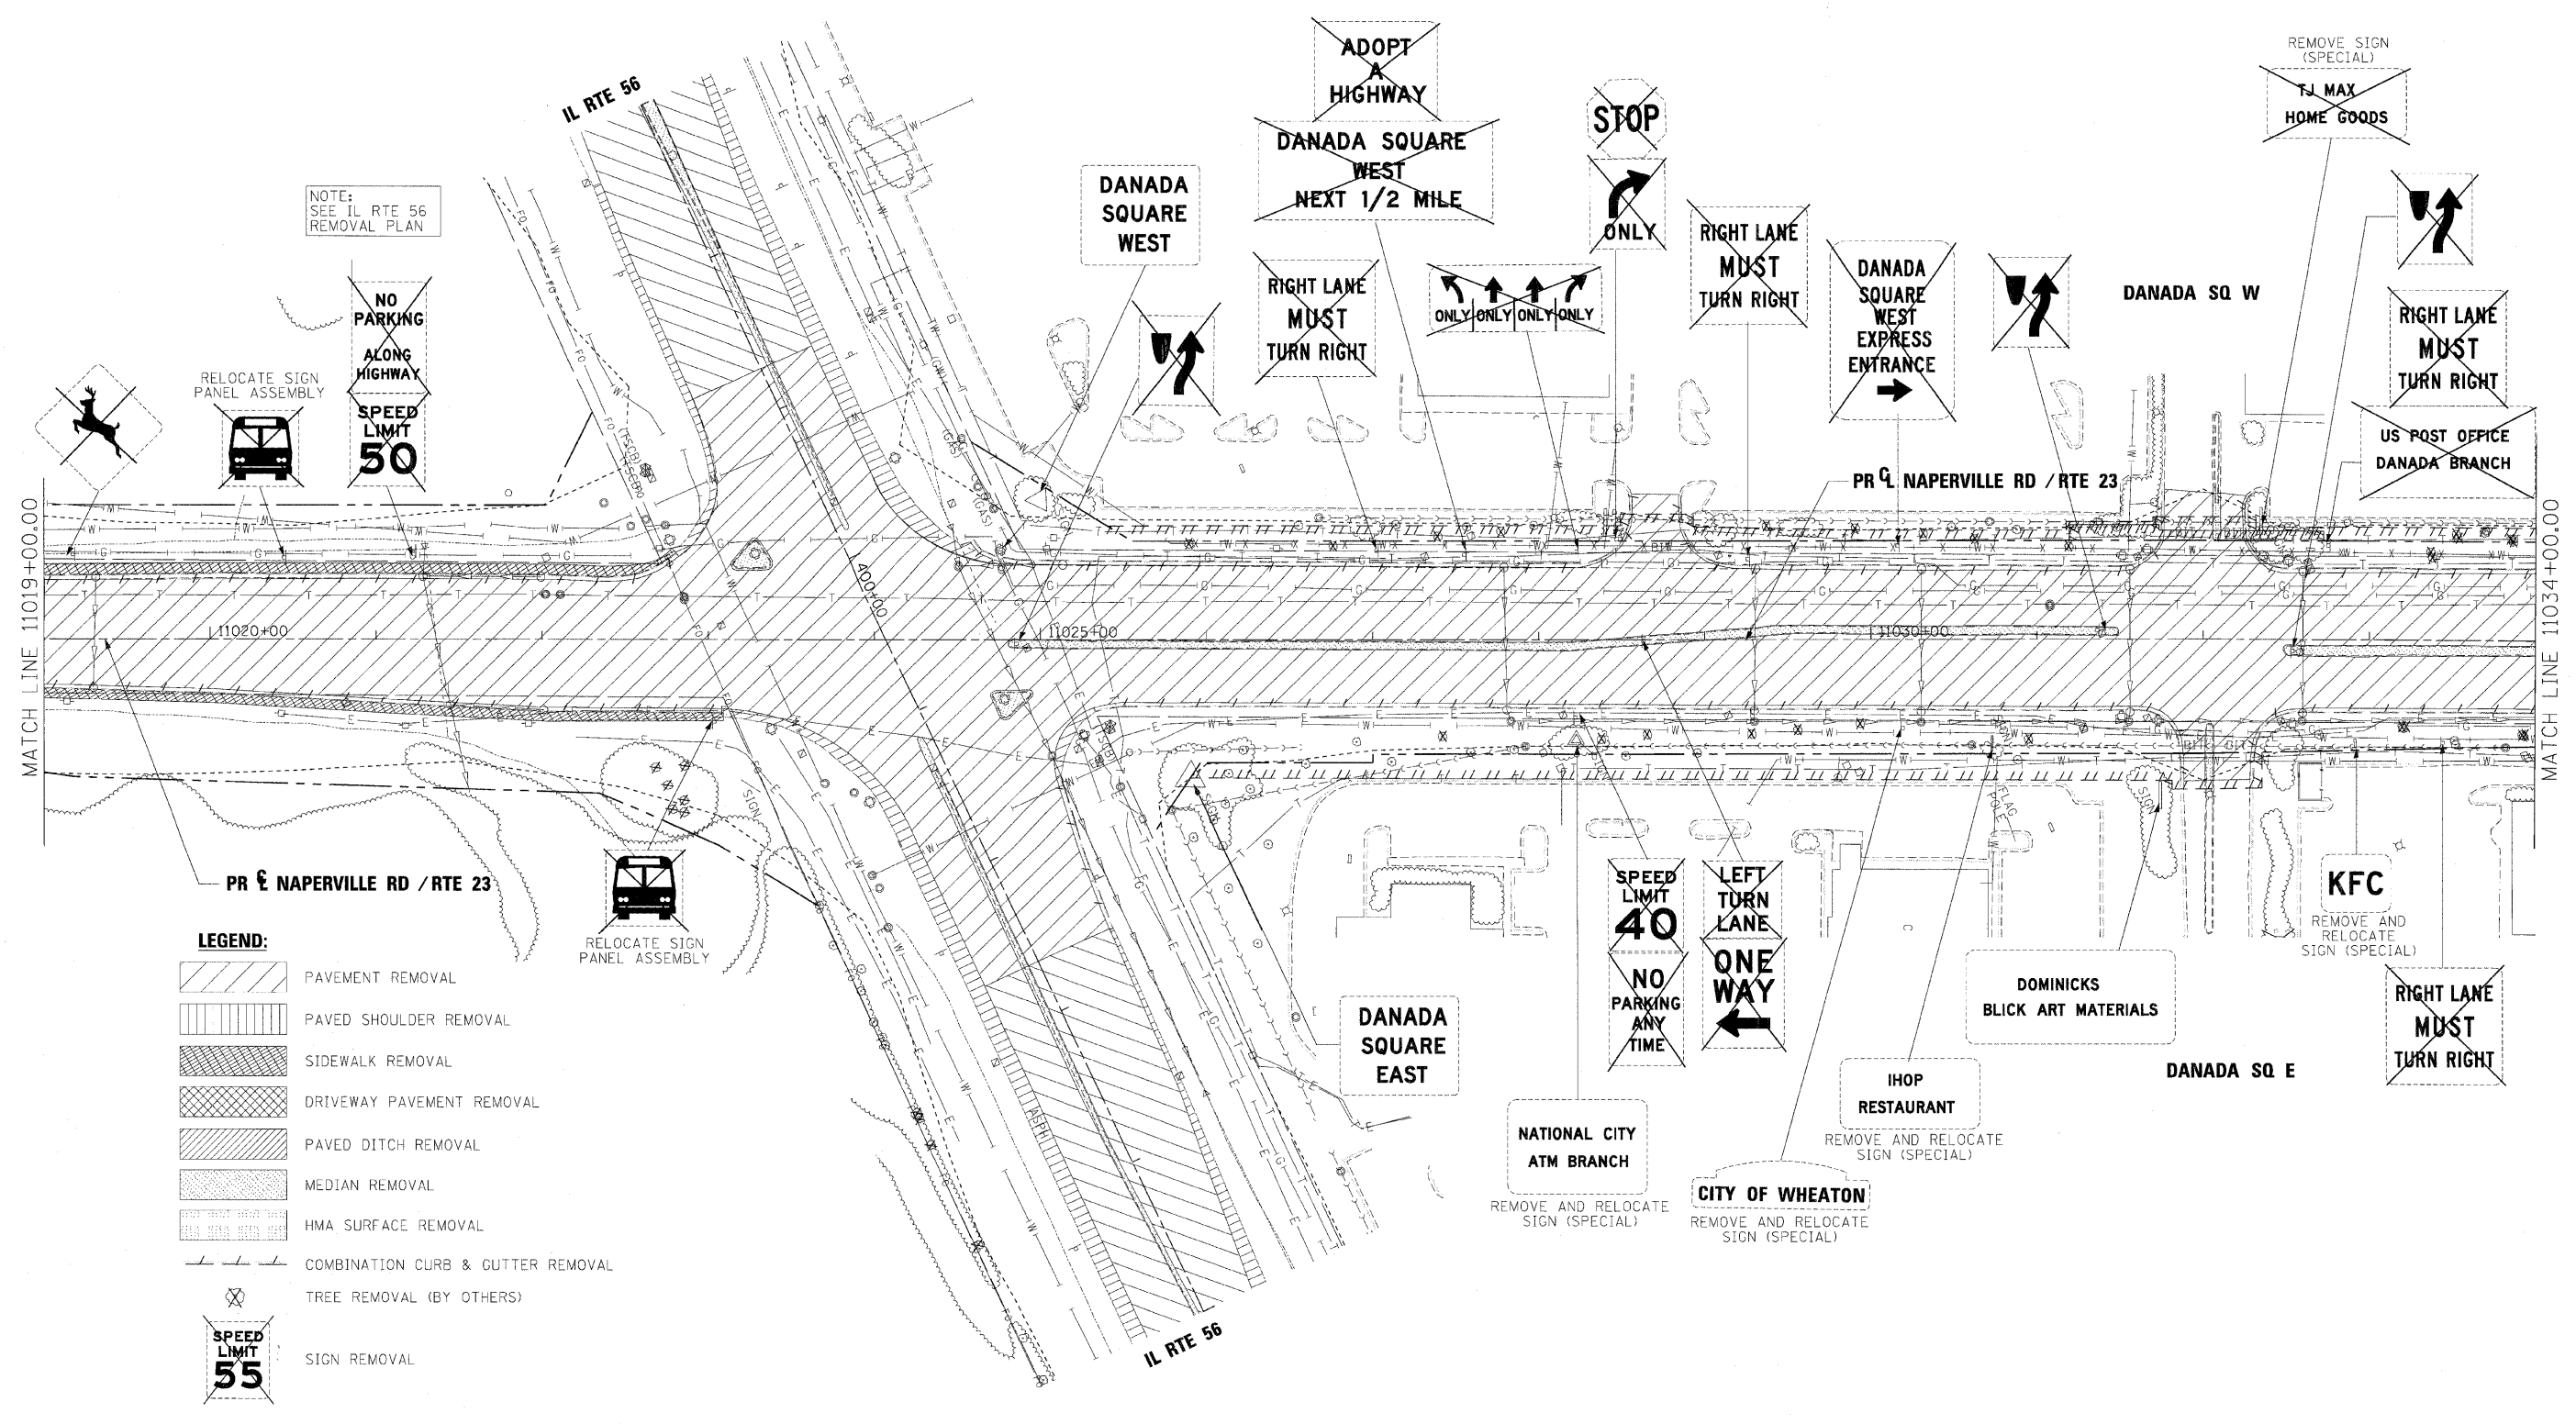 IL RTE 56
NOTE:
SEE IL RTE 56
REMOVAL PLAN
NO
PARKING
ALONG
HIGHWAY
SPEED
LIMIT
50
RELOCATE SIGN
PANEL ASSEMBLY
DANADA
SQUARE
WEST
ADOPT
A
HIGHWAY
DANADA SQUARE
WEST
NEXT 1/2 MILE
RIGHT LANE
MUST
TURN RIGHT
ONLY ONLY ONLY ONLY
STOP
ONLY
RIGHT LANE
MUST
TURN RIGHT
DANADA
SQUARE
WEST
EXPRESS
ENTRANCE
DANADA SQ W
REMOVE SIGN
(SPECIAL)
TJ MAX
HOME GOODS
RIGHT LANE
MUST
TURN RIGHT
US POST OFFICE
DANADA BRANCH
PR ℄ NAPERVILLE RD / RTE 23
MATCH LINE 11019+00.00
11020+00
400+00
11025+00
11030+00
MATCH LINE 11034+00.00
SIGN
SIGN
FLAG
POLE
SIGN
ASPH
PR ℄ NAPERVILLE RD / RTE 23
RELOCATE SIGN
PANEL ASSEMBLY
DANADA
SQUARE
EAST
SPEED
LIMIT
40
NO
PARKING
ANY
TIME
LEFT
TURN
LANE
ONE
WAY
NATIONAL CITY
ATM BRANCH
REMOVE AND RELOCATE
SIGN (SPECIAL)
CITY OF WHEATON
REMOVE AND RELOCATE
SIGN (SPECIAL)
IHOP
RESTAURANT
REMOVE AND RELOCATE
SIGN (SPECIAL)
DOMINICKS
BLICK ART MATERIALS
DANADA SQ E
KFC
REMOVE AND
RELOCATE
SIGN (SPECIAL)
RIGHT LANE
MUST
TURN RIGHT
IL RTE 56
LEGEND:
PAVEMENT REMOVAL
PAVED SHOULDER REMOVAL
SIDEWALK REMOVAL
DRIVEWAY PAVEMENT REMOVAL
PAVED DITCH REMOVAL
MEDIAN REMOVAL
HMA SURFACE REMOVAL
COMBINATION CURB & GUTTER REMOVAL
TREE REMOVAL (BY OTHERS)
SPEED
LIMIT
55
SIGN REMOVAL